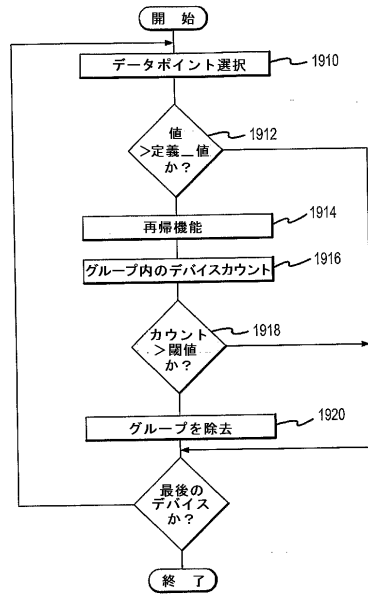 開 始
データポイント選択
1910
値
>定義_値
か?
1912
再帰機能
1914
グループ内のデバイスカウント
1916
カウント
>閾値
か?
1918
グループを除去
1920
最後の
デバイス
か?
終 了